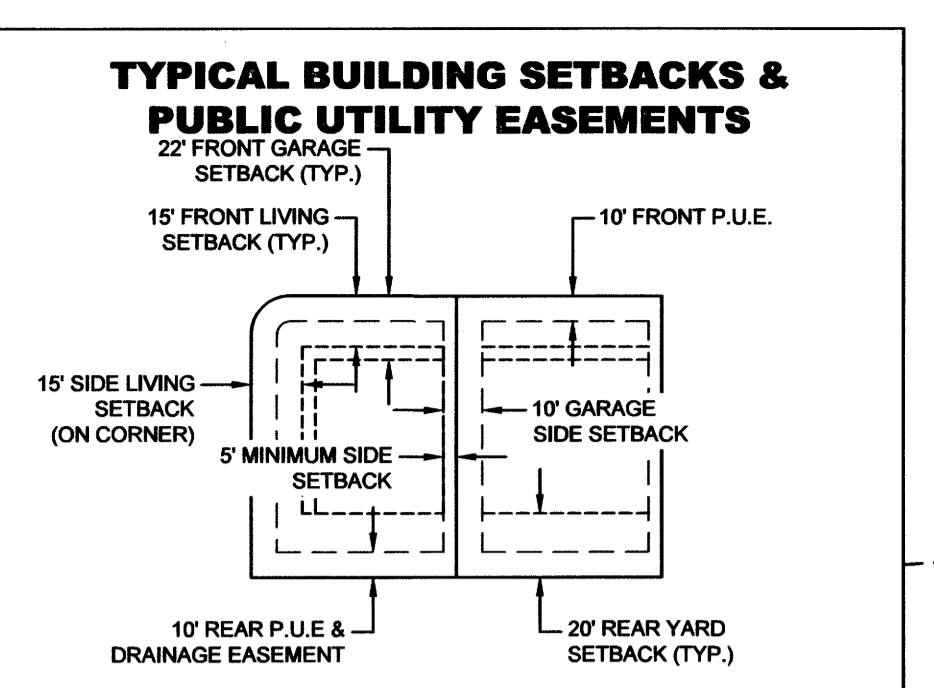 TYPICAL BUILDING SETBACKS &
PUBLIC UTILITY EASEMENTS
22' FRONT GARAGE
SETBACK (TYP.)
15' FRONT LIVING
SETBACK (TYP.)
10' FRONT P.U.E.
15' SIDE LIVING
SETBACK
(ON CORNER)
10' GARAGE
SIDE SETBACK
5' MINIMUM SIDE
SETBACK
10' REAR P.U.E &
DRAINAGE EASEMENT
20' REAR YARD
SETBACK (TYP.)